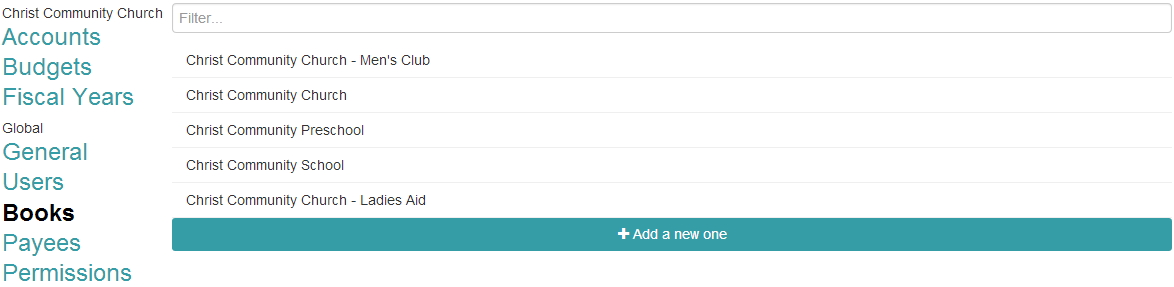 Christ Community Church
Accounts
Budgets
Fiscal Years
Global
General
Users
Books
Payees
Permissions
Filter...
Christ Community Church - Men's Club
Christ Community Church
Christ Community Preschool
Christ Community School
Christ Community Church - Ladies Aid
+ Add a new one